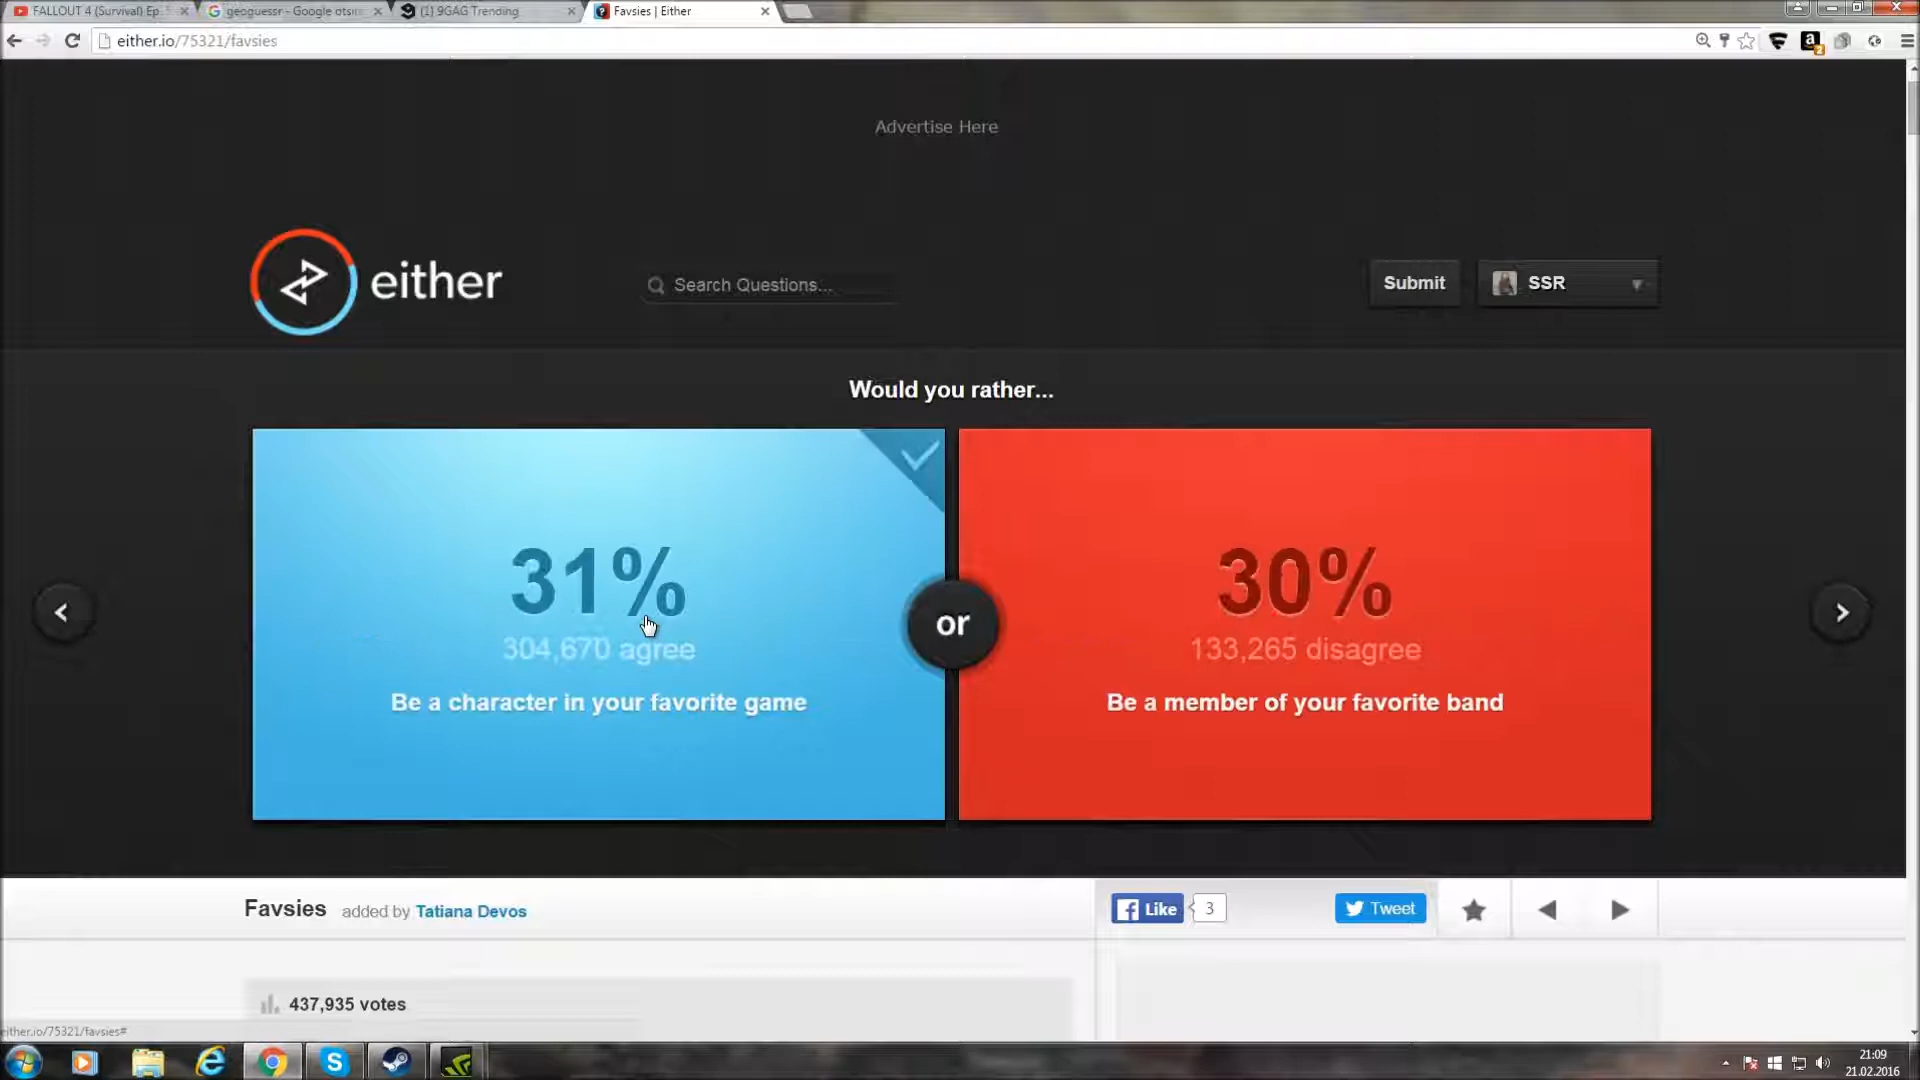 FALLOUT 4 (Survival) Ep.
geoguessr - Google otsin
(1) 9GAG Trending
Favsies | Either
either.io/75321/favsies
Advertise Here
either
Search Questions...
Submit
SSR
Would you rather...
31%
304,670 agree
Be a character in your favorite game
or
30%
133,265 disagree
Be a member of your favorite band
Favsies added by Tatiana Devos
Like
3
Tweet
437,935 votes
either.io/75321/favsies#
21:09
21.02.2016